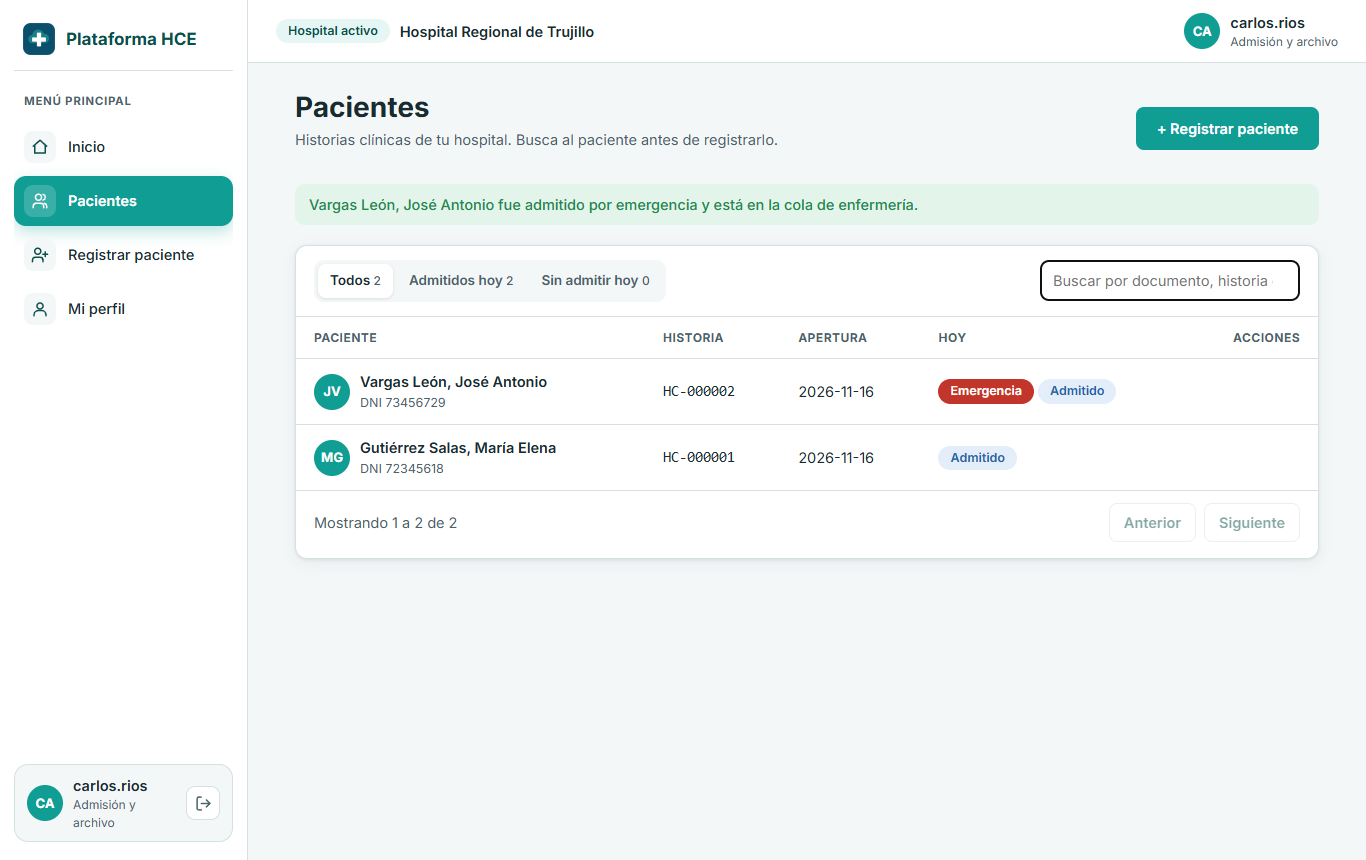 Plataforma HCE
MENÚ PRINCIPAL
Inicio
Pacientes
Registrar paciente
Mi perfil
CA
carlos.rios
Admisión y
archivo
Hospital activo
Hospital Regional de Trujillo
CA
carlos.rios
Admisión y archivo
Pacientes
Historias clínicas de tu hospital. Busca al paciente antes de registrarlo.
+ Registrar paciente
Vargas León, José Antonio fue admitido por emergencia y está en la cola de enfermería.
Todos 2
Admitidos hoy 2
Sin admitir hoy 0
Buscar por documento, historia
PACIENTE HISTORIA APERTURA HOY ACCIONES
JV
Vargas León, José Antonio
DNI 73456729
HC-000002
2026-11-16
Emergencia
Admitido
MG
Gutiérrez Salas, María Elena
DNI 72345618
HC-000001
2026-11-16
Admitido
Mostrando 1 a 2 de 2
Anterior
Siguiente